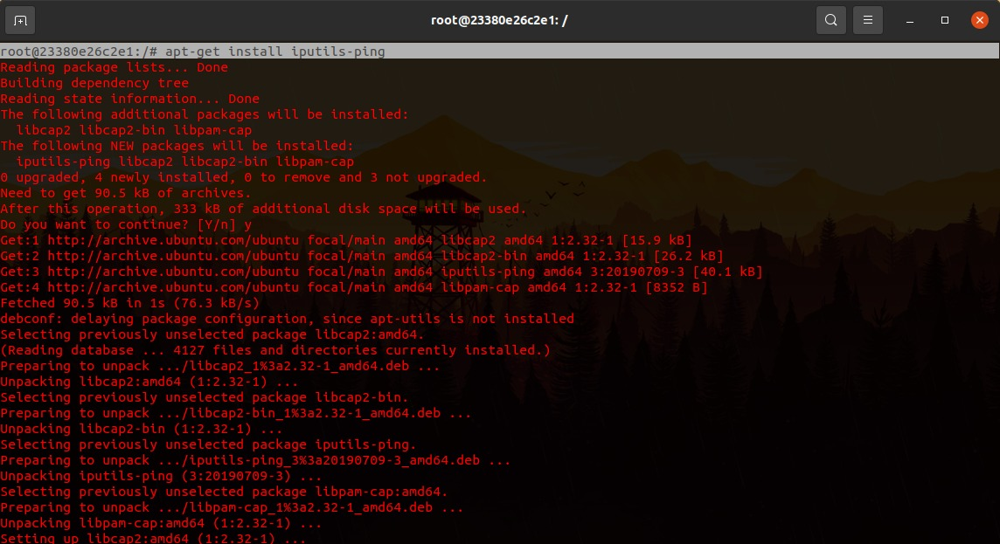 root@23380e26c2e1: /
root@23380e26c2e1:/# apt-get install iputils-ping
Reading package lists... Done
Building dependency tree
Reading state information... Done
The following additional packages will be installed:
  libcap2 libcap2-bin libpam-cap
The following NEW packages will be installed:
  iputils-ping libcap2 libcap2-bin libpam-cap
0 upgraded, 4 newly installed, 0 to remove and 3 not upgraded.
Need to get 90.5 kB of archives.
After this operation, 333 kB of additional disk space will be used.
Do you want to continue? [Y/n] y
Get:1 http://archive.ubuntu.com/ubuntu focal/main amd64 libcap2 amd64 1:2.32-1 [15.9 kB]
Get:2 http://archive.ubuntu.com/ubuntu focal/main amd64 libcap2-bin amd64 1:2.32-1 [26.2 kB]
Get:3 http://archive.ubuntu.com/ubuntu focal/main amd64 iputils-ping amd64 3:20190709-3 [40.1 kB]
Get:4 http://archive.ubuntu.com/ubuntu focal/main amd64 libpam-cap amd64 1:2.32-1 [8352 B]
Fetched 90.5 kB in 1s (76.3 kB/s)
debconf: delaying package configuration, since apt-utils is not installed
Selecting previously unselected package libcap2:amd64.
(Reading database ... 4127 files and directories currently installed.)
Preparing to unpack .../libcap2_1%3a2.32-1_amd64.deb ...
Unpacking libcap2:amd64 (1:2.32-1) ...
Selecting previously unselected package libcap2-bin.
Preparing to unpack .../libcap2-bin_1%3a2.32-1_amd64.deb ...
Unpacking libcap2-bin (1:2.32-1) ...
Selecting previously unselected package iputils-ping.
Preparing to unpack .../iputils-ping_3%3a20190709-3_amd64.deb ...
Unpacking iputils-ping (3:20190709-3) ...
Selecting previously unselected package libpam-cap:amd64.
Preparing to unpack .../libpam-cap_1%3a2.32-1_amd64.deb ...
Unpacking libpam-cap:amd64 (1:2.32-1) ...
Setting up libcap2:amd64 (1:2.32-1) ...